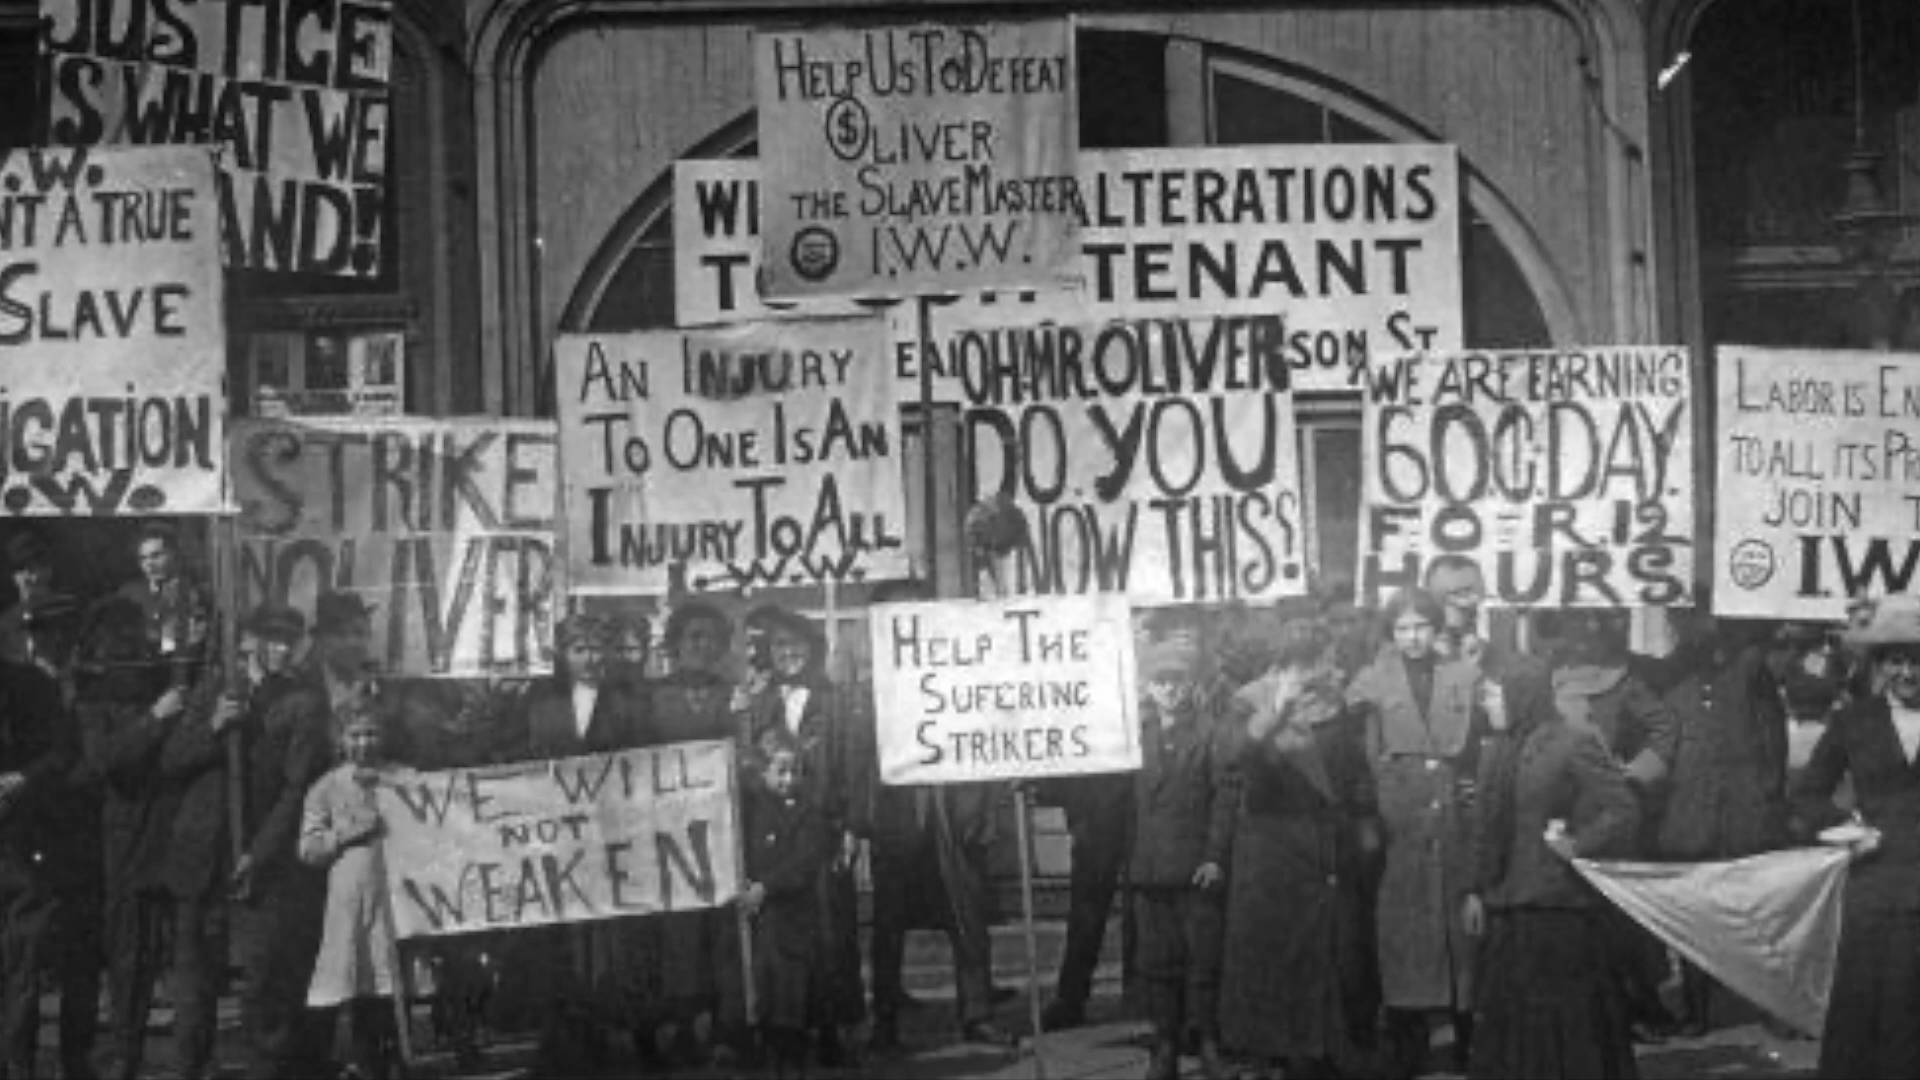 JUSTICE
IS WHAT WE
AND!
.W.
NT A TRUE
SLAVE
IGATION
.W.
STRIKE
NOLIVER
HELP US TO DEFEAT
$OLIVER
THE SLAVE MASTER
I.W.W.
ALTERATIONS
TENANT
SON ST
AN INJURY
TO ONE IS AN
INJURY TO ALL
I.W.W.
OH! MR. OLIVER
DO. YOU
KNOW THIS?
WE ARE EARNING
60.C.DAY.
FOR.12
HOURS.
LABOR IS EN
TO ALL ITS PR
JOIN T
I.W
HELP THE
SUFERING
STRIKERS
WE WILL
NOT
WEAKEN